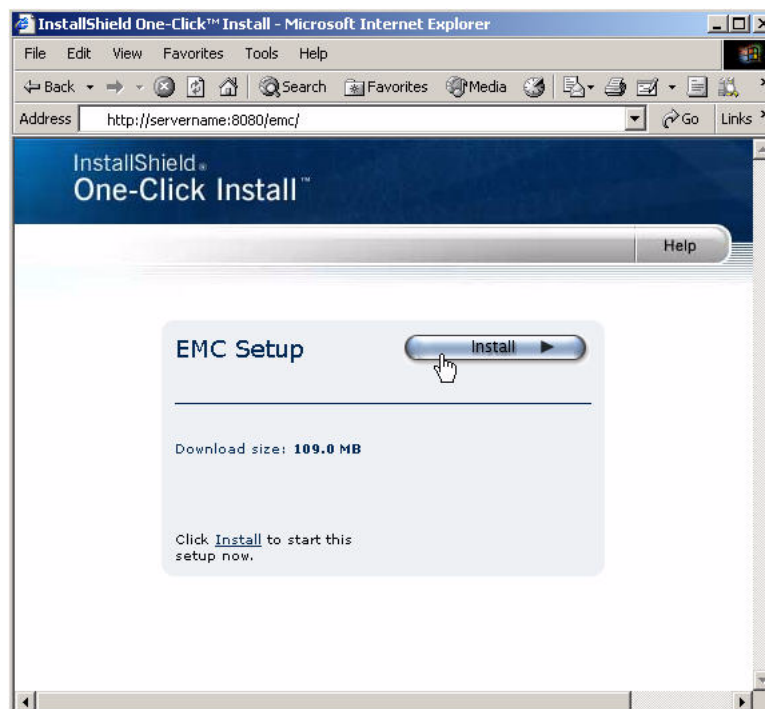 InstallShield One-Click™ Install - Microsoft Internet Explorer
File Edit View Favorites Tools Help
Back Search Favorites Media
Address http://servername:8080/emc/ Go Links
InstallShield®
One-Click Install™
Help
EMC Setup Install
Download size: 109.0 MB
Click Install to start this
setup now.